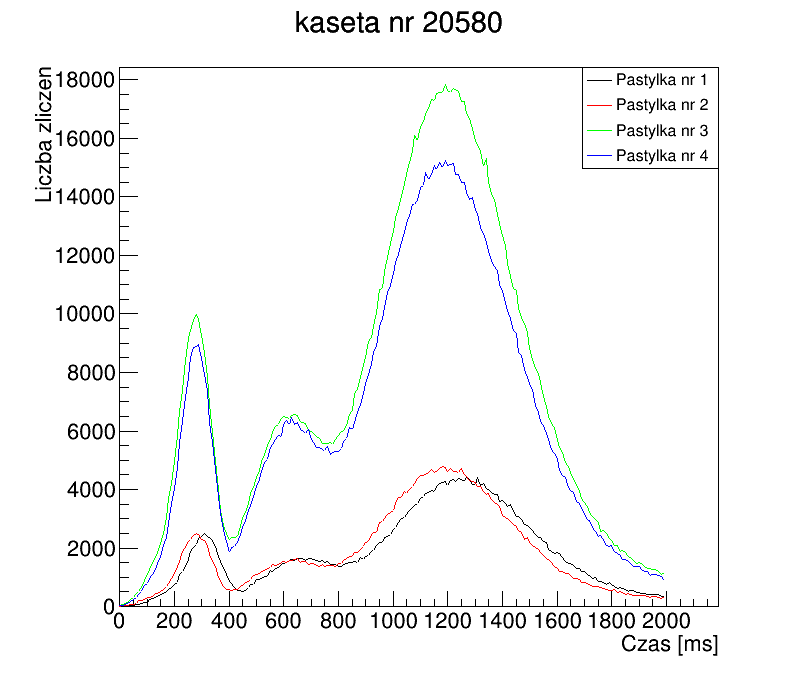 kaseta nr 20580
Liczba zliczen
18000
16000
14000
12000
10000
8000
6000
4000
2000
0
Pastylka nr 1
Pastylka nr 2
Pastylka nr 3
Pastylka nr 4
0 200 400 600 800 1000 1200 1400 1600 1800 2000
Czas [ms]